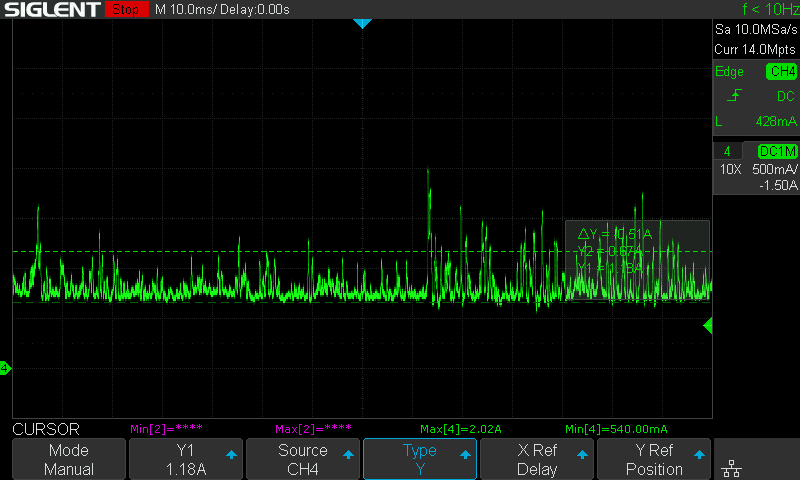 SIGLENT Stop M 10.0ms/ Delay:0.00s f < 10Hz
Sa 10.0MSa/s
Curr 14.0Mpts
Edge CH4
DC
L 428mA
4 DC1M
10X 500mA/
-1.50A
ΔY = -0.51A
Y2 = 0.67A
Y1 = 1.18A
4
CURSOR Min[2]=**** Max[2]=**** Max[4]=2.02A Min[4]=540.00mA
Mode Y1 Source Type X Ref Y Ref
Manual 1.18A CH4 Y Delay Position